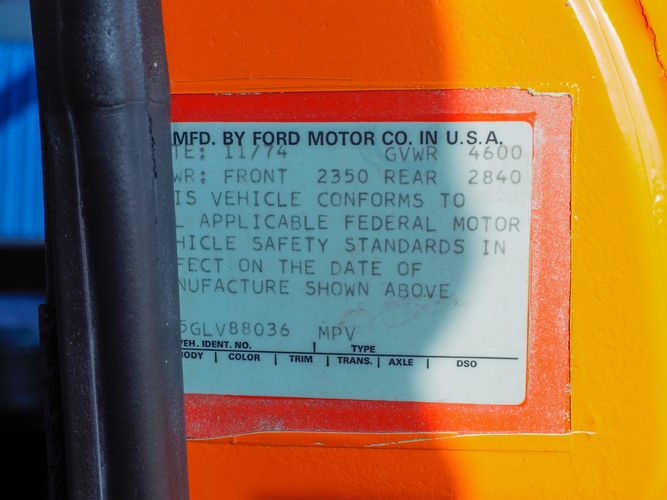 MFD. BY FORD MOTOR CO. IN U.S.A.
TE: 11/74 GVWR 4600
WR: FRONT 2350 REAR 2840
IS VEHICLE CONFORMS TO
L APPLICABLE FEDERAL MOTOR
HICLE SAFETY STANDARDS IN
FECT ON THE DATE OF
NUFACTURE SHOWN ABOVE
5GLV88036 MPV
VEH. IDENT. NO. TYPE
BODY | COLOR | TRIM | TRANS. | AXLE | DSO